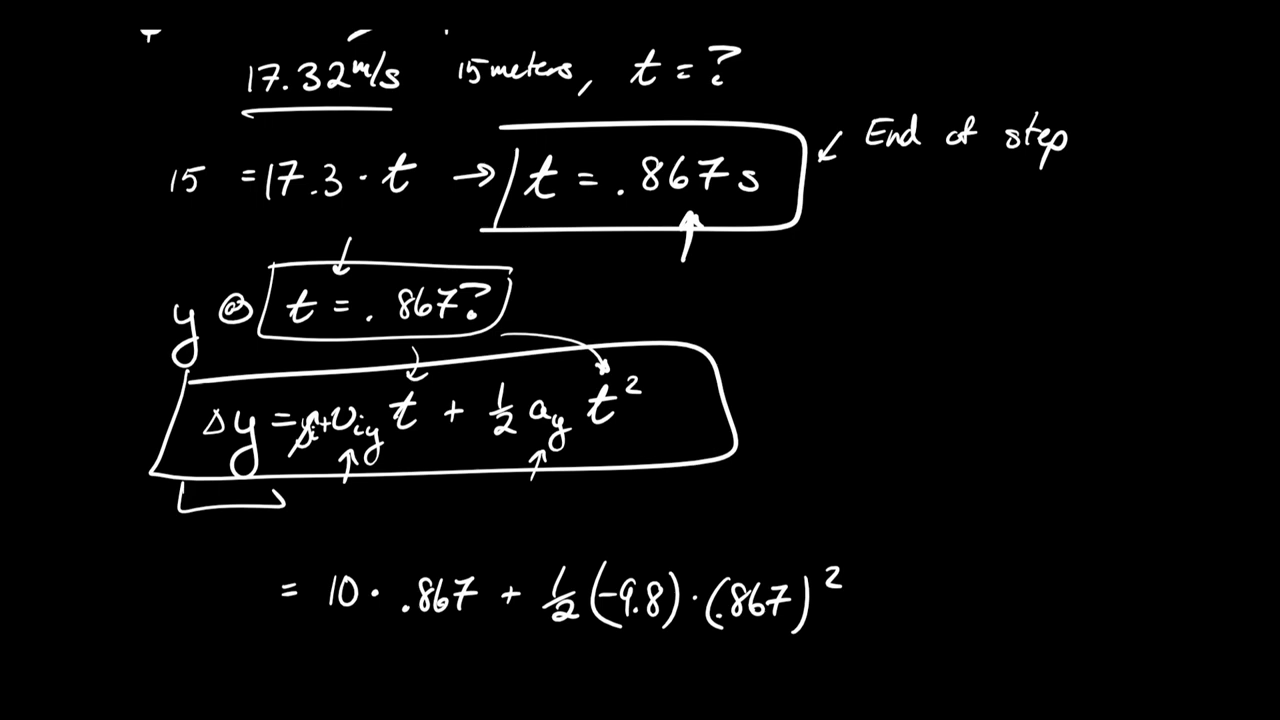 17.32 m/s 15 meters, t = ?
15 = 17.3 · t → t = .867 s ↙ End of step
y @ t = .867?
Δy = v_iy t + ½ a_y t²
= 10 · .867 + ½ (-9.8) · (.867)²